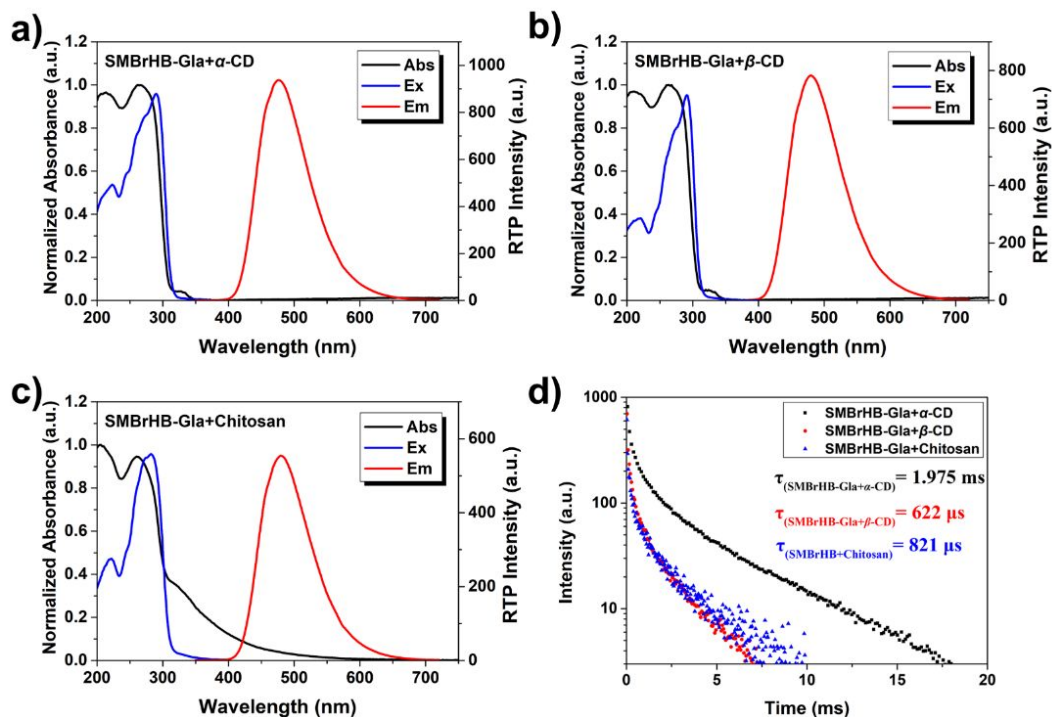 a)
SMBrHB-Gla+α-CD
Abs
Ex
Em
Normalized Absorbance (a.u.)
1.2
1.0
0.8
0.6
0.4
0.2
0.0
RTP Intensity (a.u.)
1000
800
600
400
200
0
200 300 400 500 600 700
Wavelength (nm)
b)
SMBrHB-Gla+β-CD
Abs
Ex
Em
Normalized Absorbance (a.u.)
1.2
1.0
0.8
0.6
0.4
0.2
0.0
RTP Intensity (a.u.)
800
600
400
200
0
200 300 400 500 600 700
Wavelength (nm)
c)
SMBrHB-Gla+Chitosan
Abs
Ex
Em
Normalized Absorbance (a.u.)
1.2
1.0
0.8
0.6
0.4
0.2
0.0
RTP Intensity (a.u.)
600
400
200
0
200 300 400 500 600 700
Wavelength (nm)
d)
SMBrHB-Gla+α-CD
SMBrHB-Gla+β-CD
SMBrHB-Gla+Chitosan
τ(SMBrHB-Gla+α-CD) = 1.975 ms
τ(SMBrHB-Gla+β-CD) = 622 μs
τ(SMBrHB+Chitosan) = 821 μs
Intensity (a.u.)
1000
100
10
0 5 10 15 20
Time (ms)